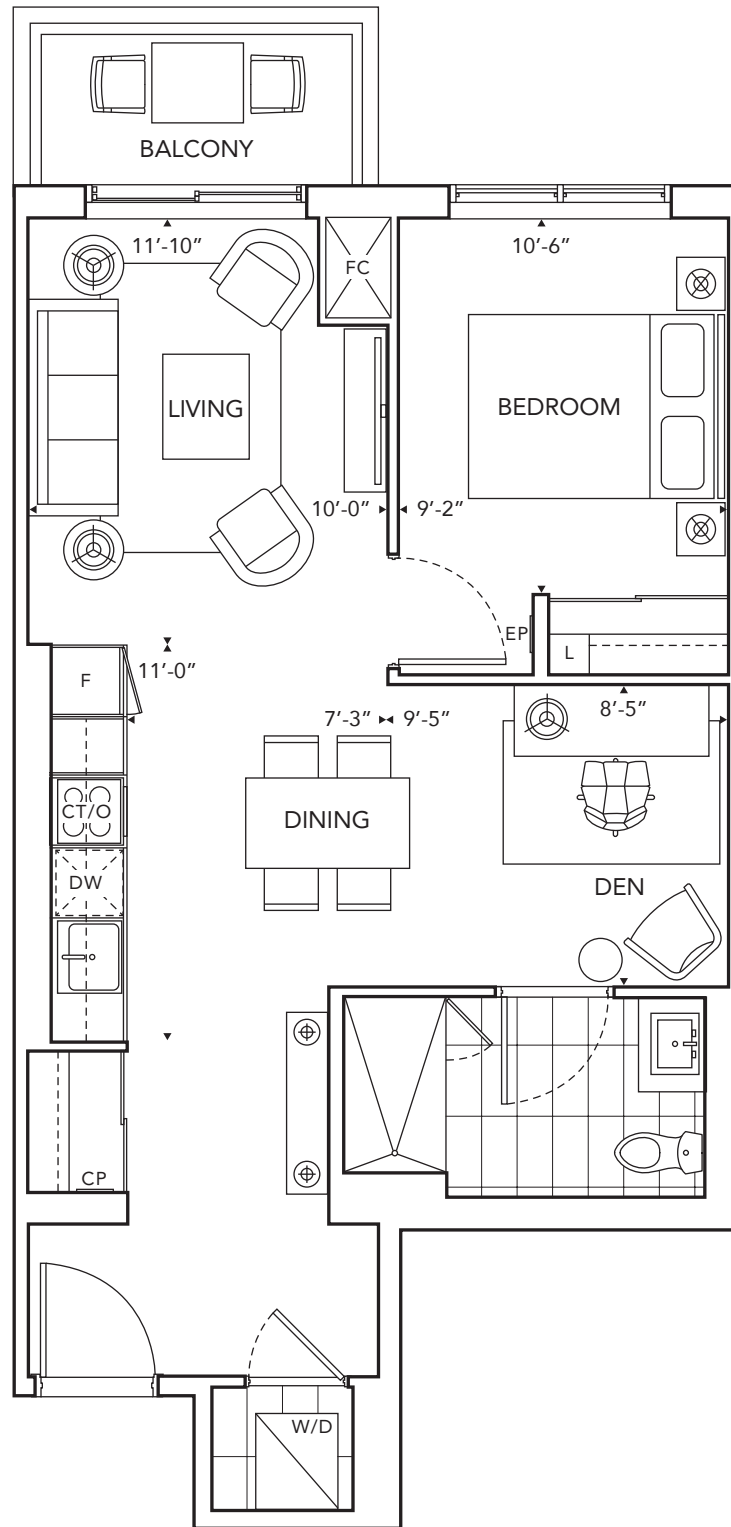 BALCONY
11’-10”
10’-6”
FC
LIVING
BEDROOM
10’-0”
9’-2”
EP
L
F
11’-0”
7’-3”
9’-5”
8’-5”
CT/O
DINING
DW
DEN
CP
W/D